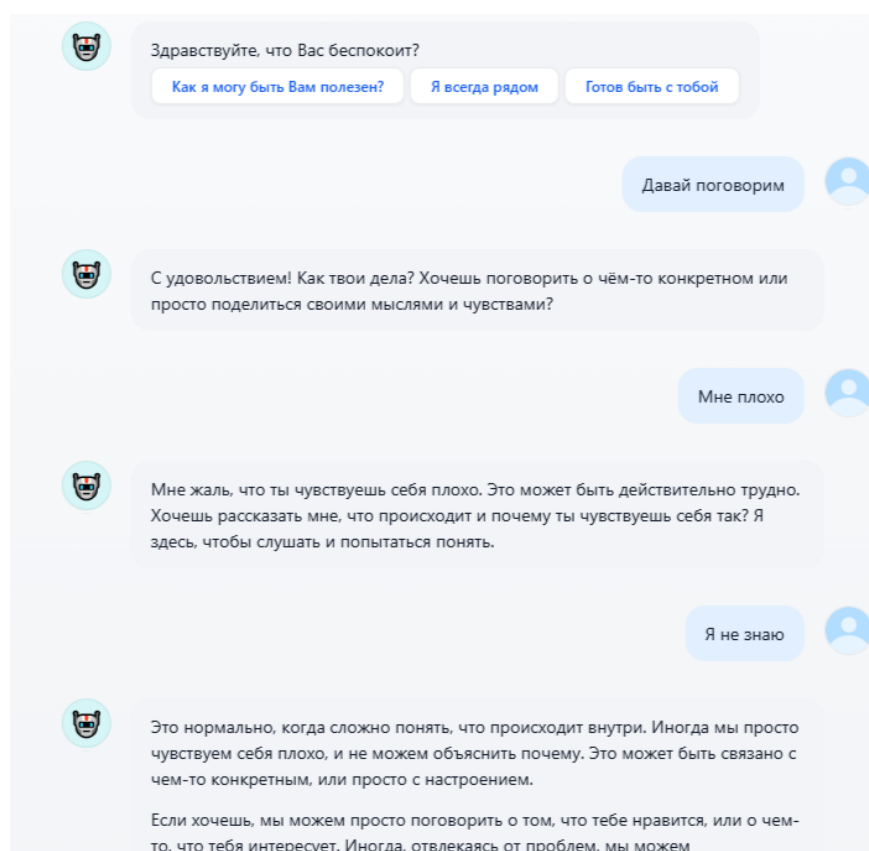 Здравствуйте, что Вас беспокоит?
Как я могу быть Вам полезен? Я всегда рядом Готов быть с тобой
Давай поговорим
С удовольствием! Как твои дела? Хочешь поговорить о чём-то конкретном или
просто поделиться своими мыслями и чувствами?
Мне плохо
Мне жаль, что ты чувствуешь себя плохо. Это может быть действительно трудно.
Хочешь рассказать мне, что происходит и почему ты чувствуешь себя так? Я
здесь, чтобы слушать и попытаться понять.
Я не знаю
Это нормально, когда сложно понять, что происходит внутри. Иногда мы просто
чувствуем себя плохо, и не можем объяснить почему. Это может быть связано с
чем-то конкретным, или просто с настроением.
Если хочешь, мы можем просто поговорить о том, что тебе нравится, или о чем-
то, что тебя интересует. Иногда, отвлекаясь от проблем, мы можем